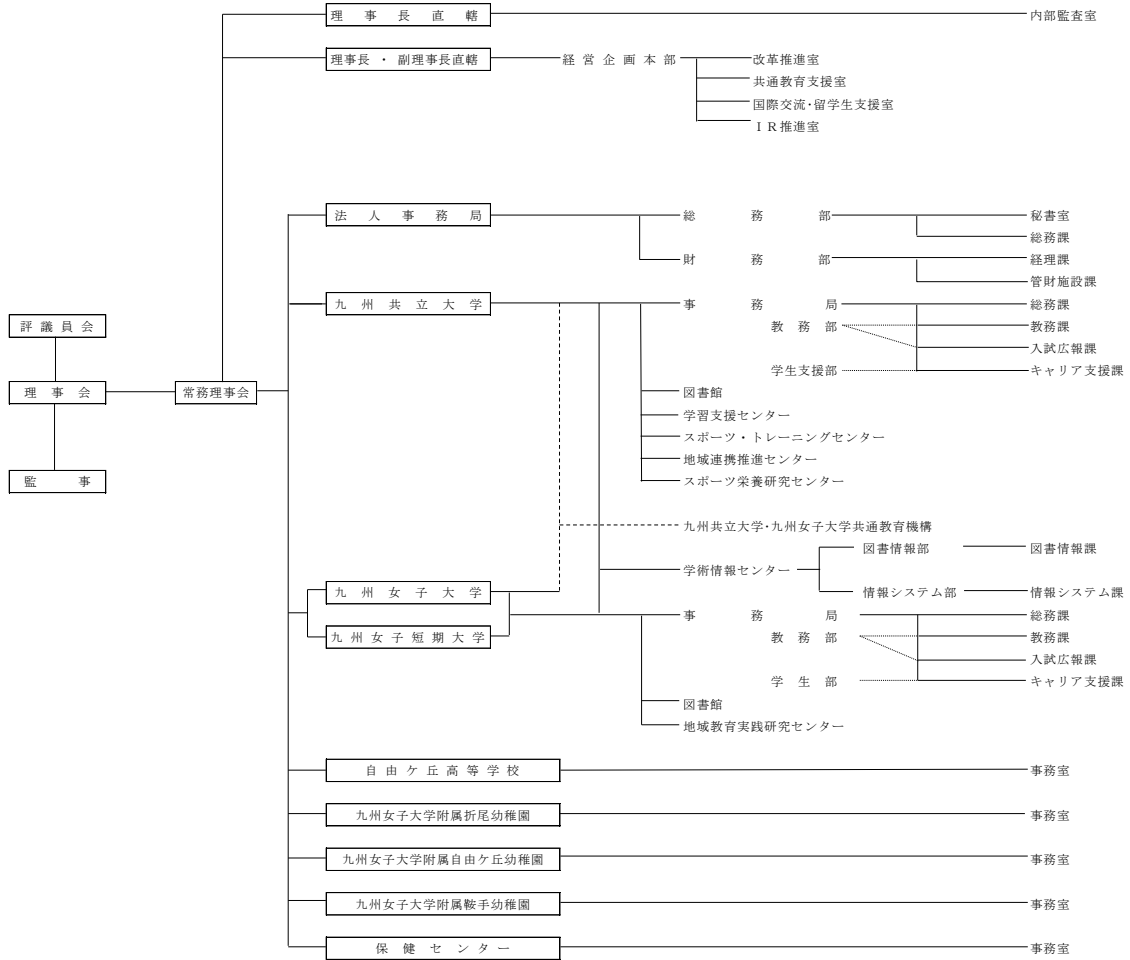 理事長直轄 内部監査室
理事長・副理事長直轄 経営企画本部 改革推進室
共通教育支援室
国際交流・留学生支援室
ＩＲ推進室
法人事務局 総務部 秘書室
総務課
財務部 経理課
管財施設課
九州共立大学 事務局 総務課
評議員会 教務部 教務課
入試広報課
学生支援部 キャリア支援課
理事会 常務理事会 図書館
学習支援センター
スポーツ・トレーニングセンター
地域連携推進センター
監事 スポーツ栄養研究センター
九州共立大学・九州女子大学共通教育機構
図書情報部 図書情報課
学術情報センター
九州女子大学 情報システム部 情報システム課
事務局 総務課
九州女子短期大学 教務部 教務課
入試広報課
学生部 キャリア支援課
図書館
地域教育実践研究センター
自由ケ丘高等学校 事務室
九州女子大学附属折尾幼稚園 事務室
九州女子大学附属自由ケ丘幼稚園 事務室
九州女子大学附属鞍手幼稚園 事務室
保健センター 事務室